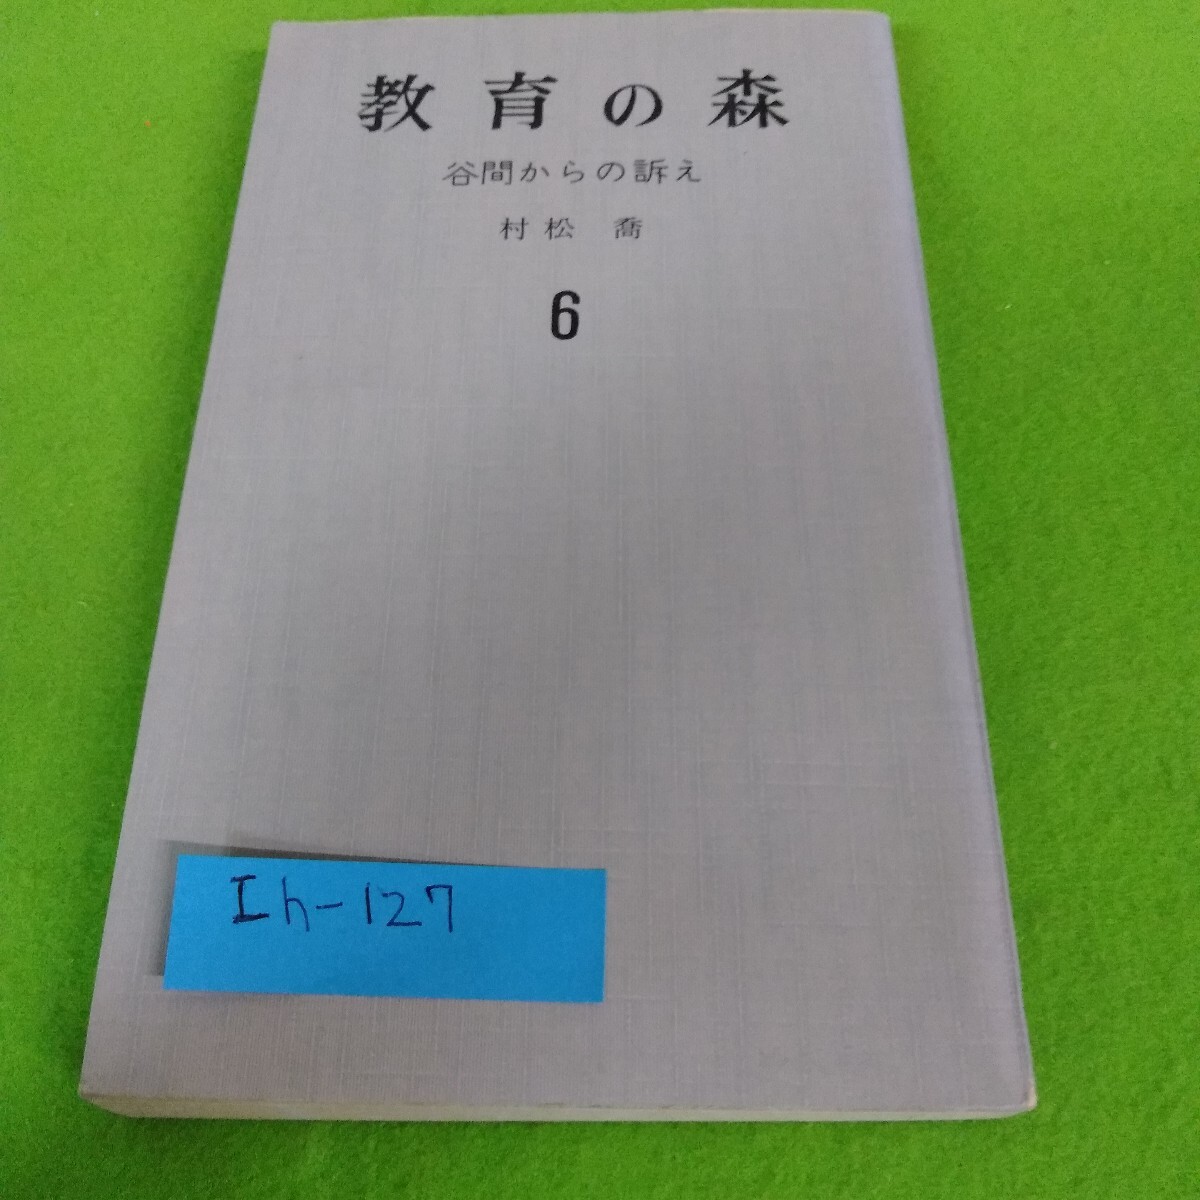 教育の森
谷間からの訴え
村松 喬
6
Ih-127